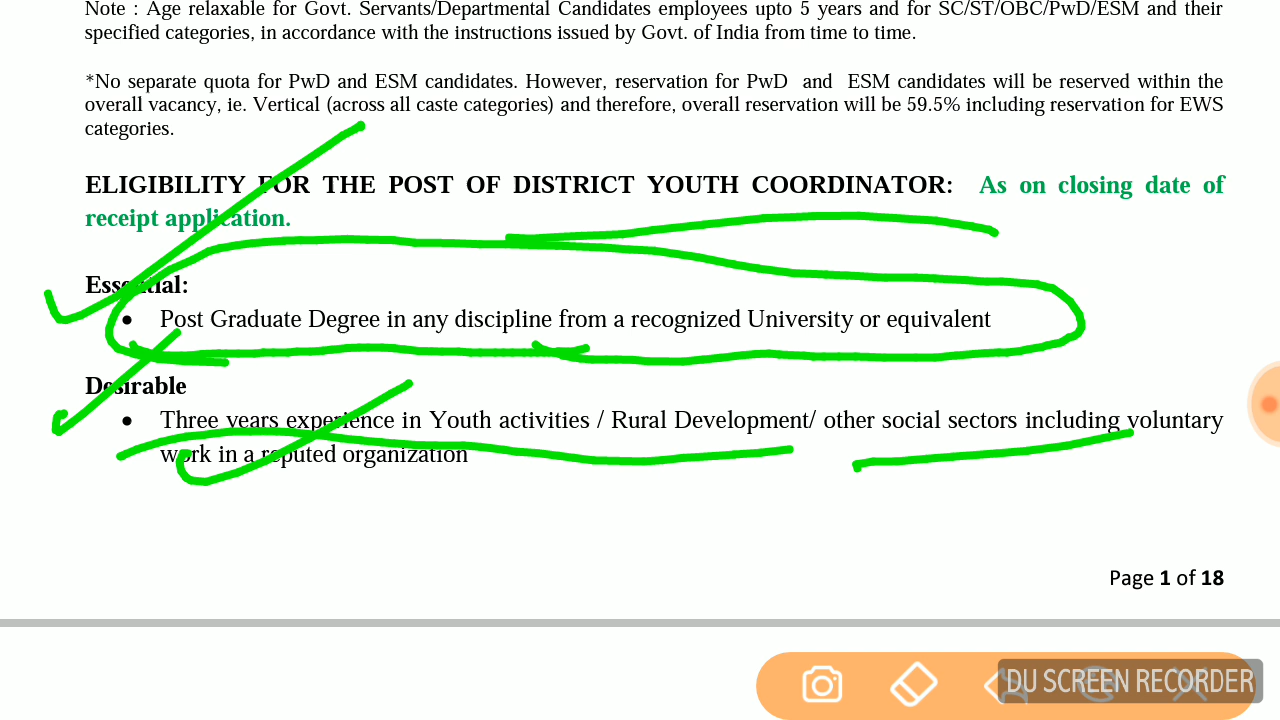 Note : Age relaxable for Govt. Servants/Departmental Candidates employees upto 5 years and for SC/ST/OBC/PwD/ESM and their
specified categories, in accordance with the instructions issued by Govt. of India from time to time.
*No separate quota for PwD and ESM candidates. However, reservation for PwD and ESM candidates will be reserved within the
overall vacancy, ie. Vertical (across all caste categories) and therefore, overall reservation will be 59.5% including reservation for EWS
categories.
ELIGIBILITY FOR THE POST OF DISTRICT YOUTH COORDINATOR: As on closing date of
receipt application.
Essential:
• Post Graduate Degree in any discipline from a recognized University or equivalent
Desirable
• Three years experience in Youth activities / Rural Development/ other social sectors including voluntary
work in a reputed organization
Page 1 of 18
DU SCREEN RECORDER